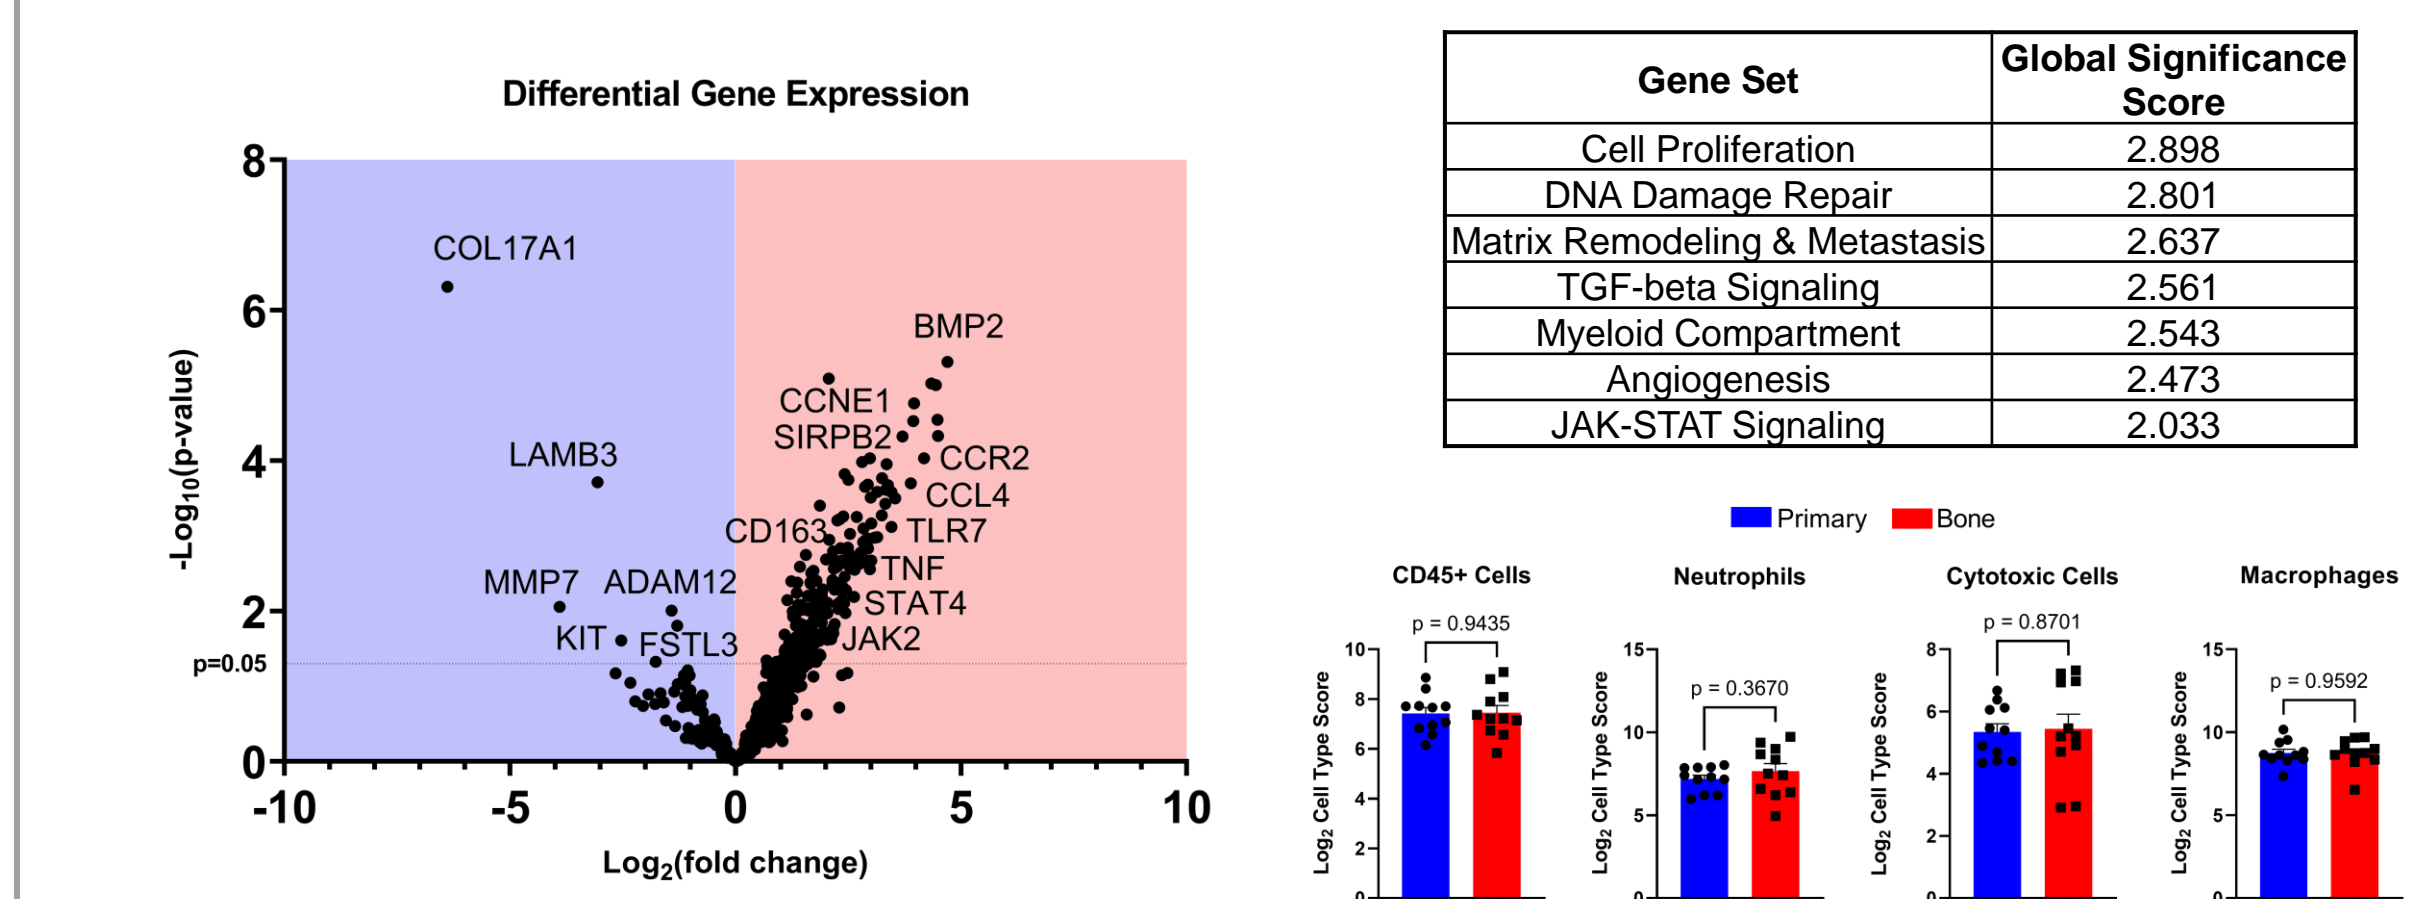 Differential Gene Expression
8
6
4
2
0
p=0.05
-Log10(p-value)
COL17A1
BMP2
CCNE1
SIRPB2
LAMB3
CCR2
CCL4
CD163
TLR7
MMP7
ADAM12
TNF
STAT4
KIT
FSTL3
JAK2
-10
-5
0
5
10
Log2(fold change)
Gene Set
Global Significance
Score
Cell Proliferation 2.898
DNA Damage Repair 2.801
Matrix Remodeling & Metastasis 2.637
TGF-beta Signaling 2.561
Myeloid Compartment 2.543
Angiogenesis 2.473
JAK-STAT Signaling 2.033
Primary
Bone
CD45+ Cells
p = 0.9435
10
8
6
4
2
0
Log2 Cell Type Score
Neutrophils
p = 0.3670
15
10
5
0
Log2 Cell Type Score
Cytotoxic Cells
p = 0.8701
8
6
4
2
0
Log2 Cell Type Score
Macrophages
p = 0.9592
15
10
5
0
Log2 Cell Type Score